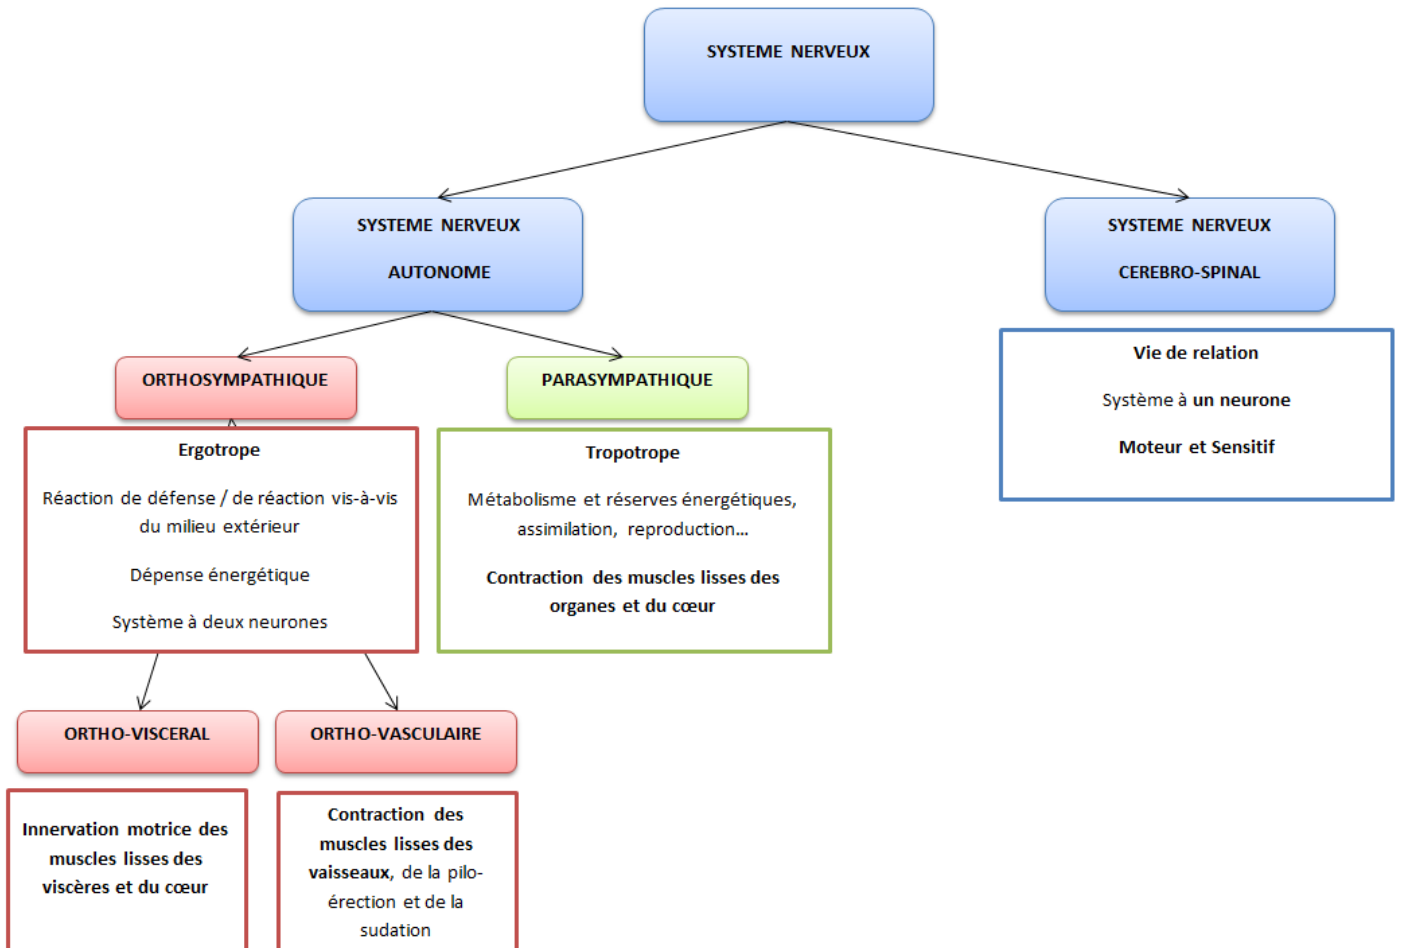 SYSTEME NERVEUX
SYSTEME NERVEUX
AUTONOME
SYSTEME NERVEUX
CEREBRO-SPINAL
ORTHOSYMPATHIQUE
PARASYMPATHIQUE
Vie de relation
Système à un neurone
Moteur et Sensitif
Ergotrope
Réaction de défense / de réaction vis-à-vis
du milieu extérieur
Dépense énergétique
Système à deux neurones
Tropotrope
Métabolisme et réserves énergétiques,
assimilation, reproduction...
Contraction des muscles lisses des
organes et du cœur
ORTHO-VISCERAL
ORTHO-VASCULAIRE
Innervation motrice des
muscles lisses des
viscères et du cœur
Contraction des
muscles lisses des
vaisseaux, de la pilo-
érection et de la
sudation